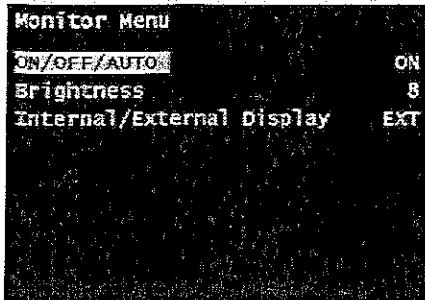 Monitor Menu
ON/OFF/AUTO ON
Brightness 8
Internal/External Display EXT